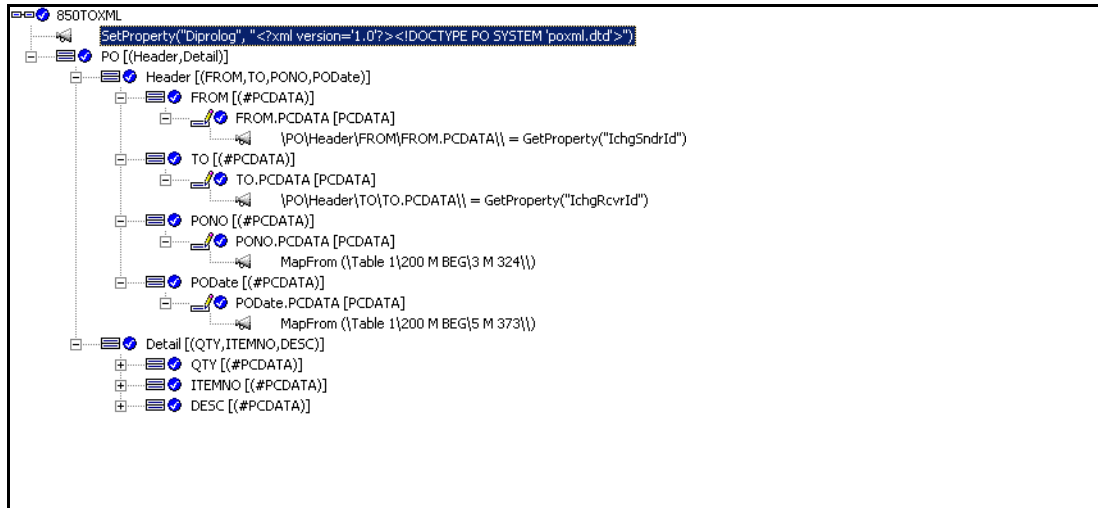 850TOXML
SetProperty("Diprolog", "<?xml version='1.0'?><!DOCTYPE PO SYSTEM 'poxml.dtd'>")
PO [(Header,Detail)]
Header [(FROM,TO,PONO,PODate)]
FROM [(#PCDATA)]
FROM.PCDATA [PCDATA]
\PO\Header\FROM\FROM.PCDATA\\ = GetProperty("IchgSndrId")
TO [(#PCDATA)]
TO.PCDATA [PCDATA]
\PO\Header\TO\TO.PCDATA\\ = GetProperty("IchgRcvrId")
PONO [(#PCDATA)]
PONO.PCDATA [PCDATA]
MapFrom (\Table 1\200 M BEG\3 M 324\\)
PODate [(#PCDATA)]
PODate.PCDATA [PCDATA]
MapFrom (\Table 1\200 M BEG\5 M 373\\)
Detail [(QTY,ITEMNO,DESC)]
QTY [(#PCDATA)]
ITEMNO [(#PCDATA)]
DESC [(#PCDATA)]